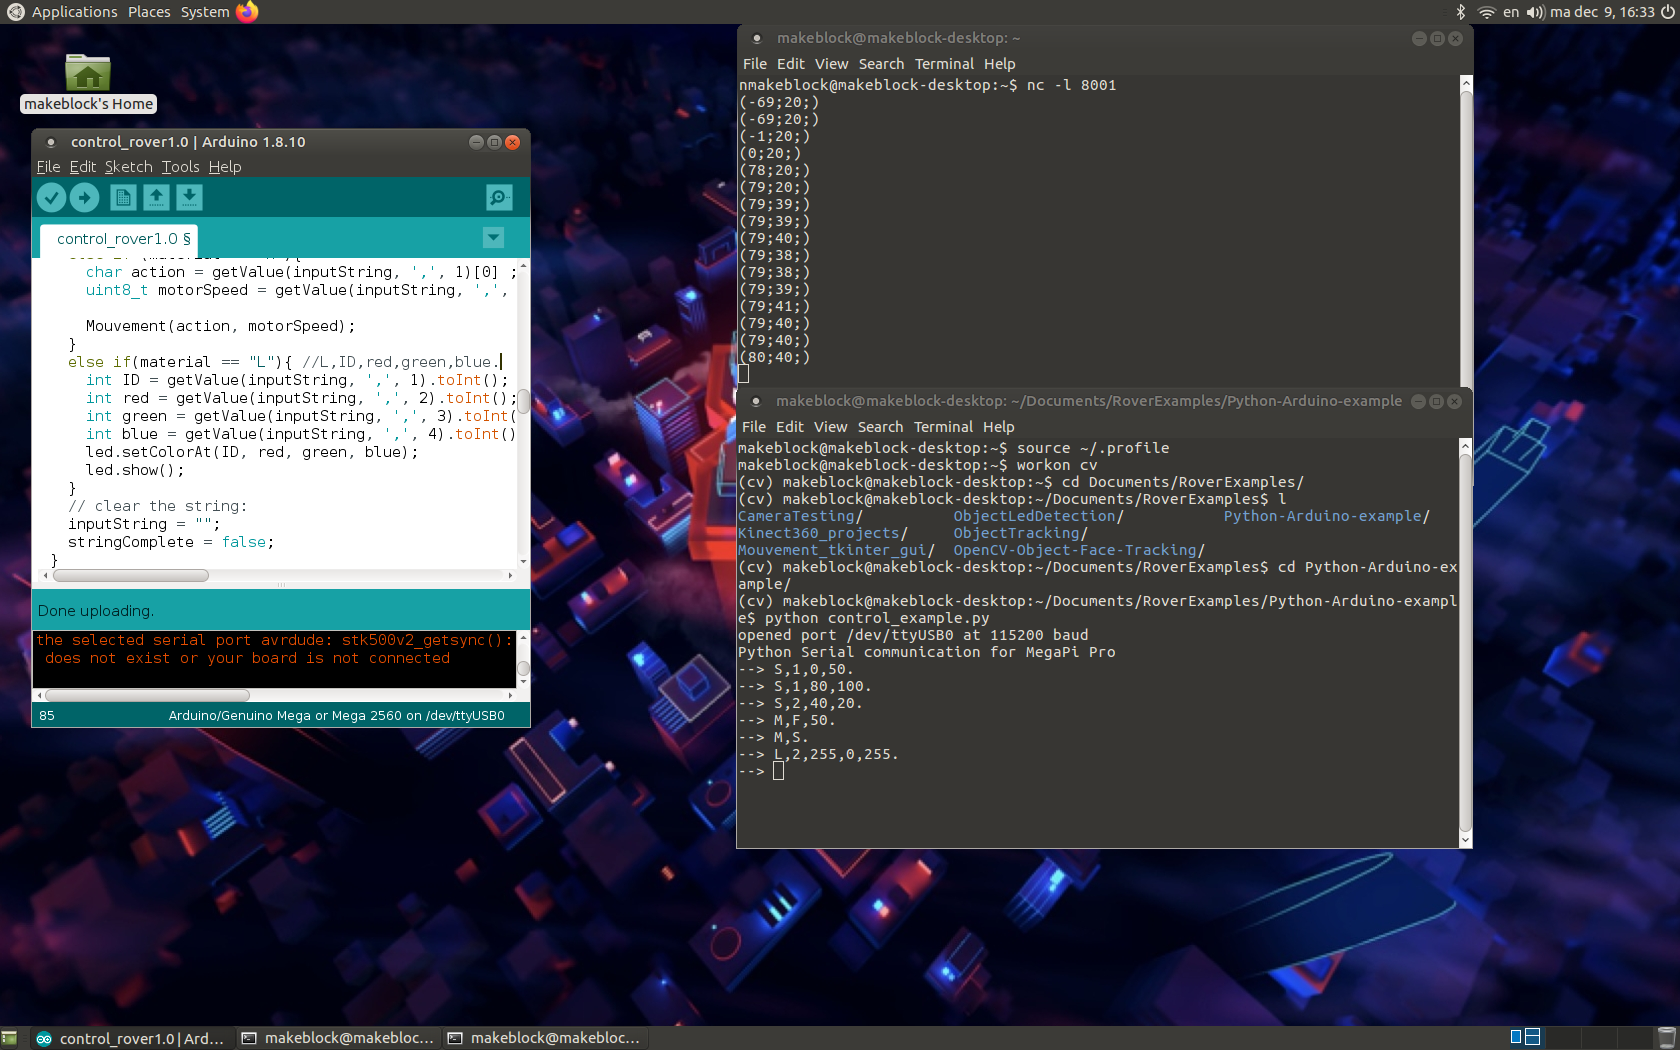 Applications Places System
en ma dec 9, 16:33
makeblock's Home
control_rover1.0 | Arduino 1.8.10
File Edit Sketch Tools Help
control_rover1.0 §
char action = getValue(inputString, ',', 1)[0] ;
uint8_t motorSpeed = getValue(inputString, ',',
Mouvement(action, motorSpeed);
}
else if(material == "L"){ //L,ID,red,green,blue.
int ID = getValue(inputString, ',', 1).toInt();
int red = getValue(inputString, ',', 2).toInt();
int green = getValue(inputString, ',', 3).toInt(
int blue = getValue(inputString, ',', 4).toInt()
led.setColorAt(ID, red, green, blue);
led.show();
}
// clear the string:
inputString = "";
stringComplete = false;
}
Done uploading.
the selected serial port avrdude: stk500v2_getsync():
does not exist or your board is not connected
85 Arduino/Genuino Mega or Mega 2560 on /dev/ttyUSB0
makeblock@makeblock-desktop: ~
File Edit View Search Terminal Help
nmakeblock@makeblock-desktop:~$ nc -l 8001
(-69;20;)
(-69;20;)
(-1;20;)
(0;20;)
(78;20;)
(79;20;)
(79;39;)
(79;39;)
(79;40;)
(79;38;)
(79;38;)
(79;39;)
(79;41;)
(79;40;)
(79;40;)
(80;40;)
makeblock@makeblock-desktop: ~/Documents/RoverExamples/Python-Arduino-example
File Edit View Search Terminal Help
makeblock@makeblock-desktop:~$ source ~/.profile
makeblock@makeblock-desktop:~$ workon cv
(cv) makeblock@makeblock-desktop:~$ cd Documents/RoverExamples/
(cv) makeblock@makeblock-desktop:~/Documents/RoverExamples$ l
CameraTesting/ ObjectLedDetection/ Python-Arduino-example/
Kinect360_projects/ ObjectTracking/
Mouvement_tkinter_gui/ OpenCV-Object-Face-Tracking/
(cv) makeblock@makeblock-desktop:~/Documents/RoverExamples$ cd Python-Arduino-ex
ample/
(cv) makeblock@makeblock-desktop:~/Documents/RoverExamples/Python-Arduino-exampl
e$ python control_example.py
opened port /dev/ttyUSB0 at 115200 baud
Python Serial communication for MegaPi Pro
--> S,1,0,50.
--> S,1,80,100.
--> S,2,40,20.
--> M,F,50.
--> M,S.
--> L,2,255,0,255.
-->
control_rover1.0 | Ard... makeblock@makebloc... makeblock@makebloc...